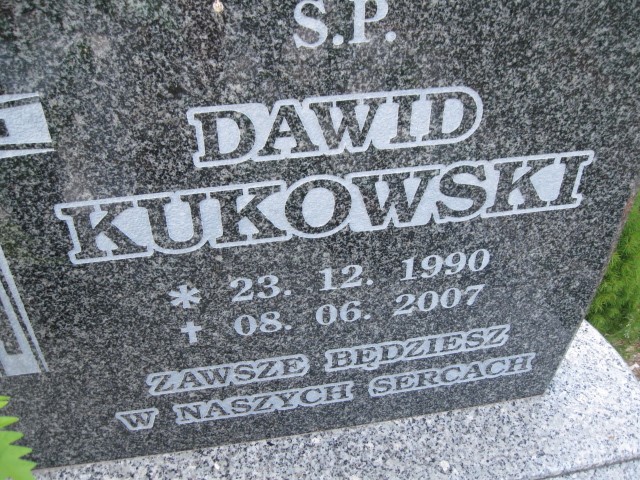 S.P.
DAWID
KUKOWSKI
* 23. 12. 1990
✝ 08. 06. 2007
ZAWSZE BĘDZIESZ
W NASZYCH SERCACH